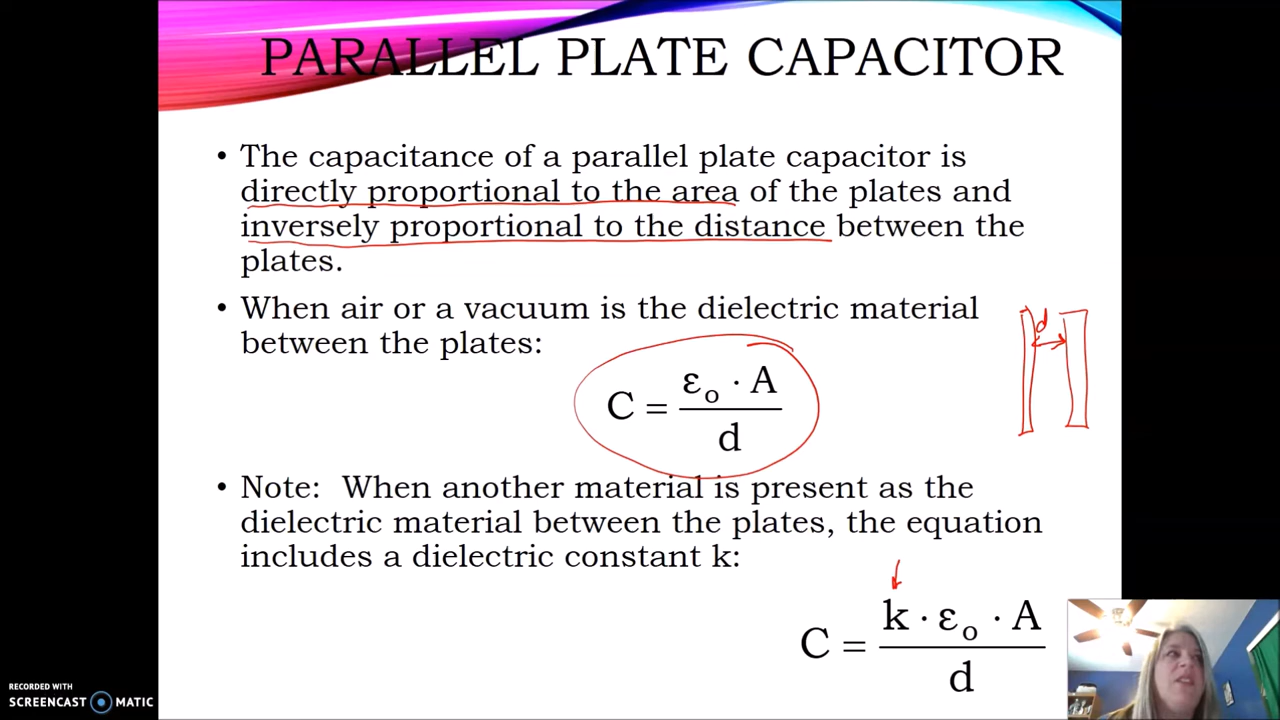 PARALLEL PLATE CAPACITOR
• The capacitance of a parallel plate capacitor is
directly proportional to the area of the plates and
inversely proportional to the distance between the
plates.
• When air or a vacuum is the dielectric material
between the plates:
d
C = εₒ · A / d
• Note:  When another material is present as the
dielectric material between the plates, the equation
includes a dielectric constant k:
C = k · εₒ · A / d
RECORDED WITH
SCREENCAST MATIC